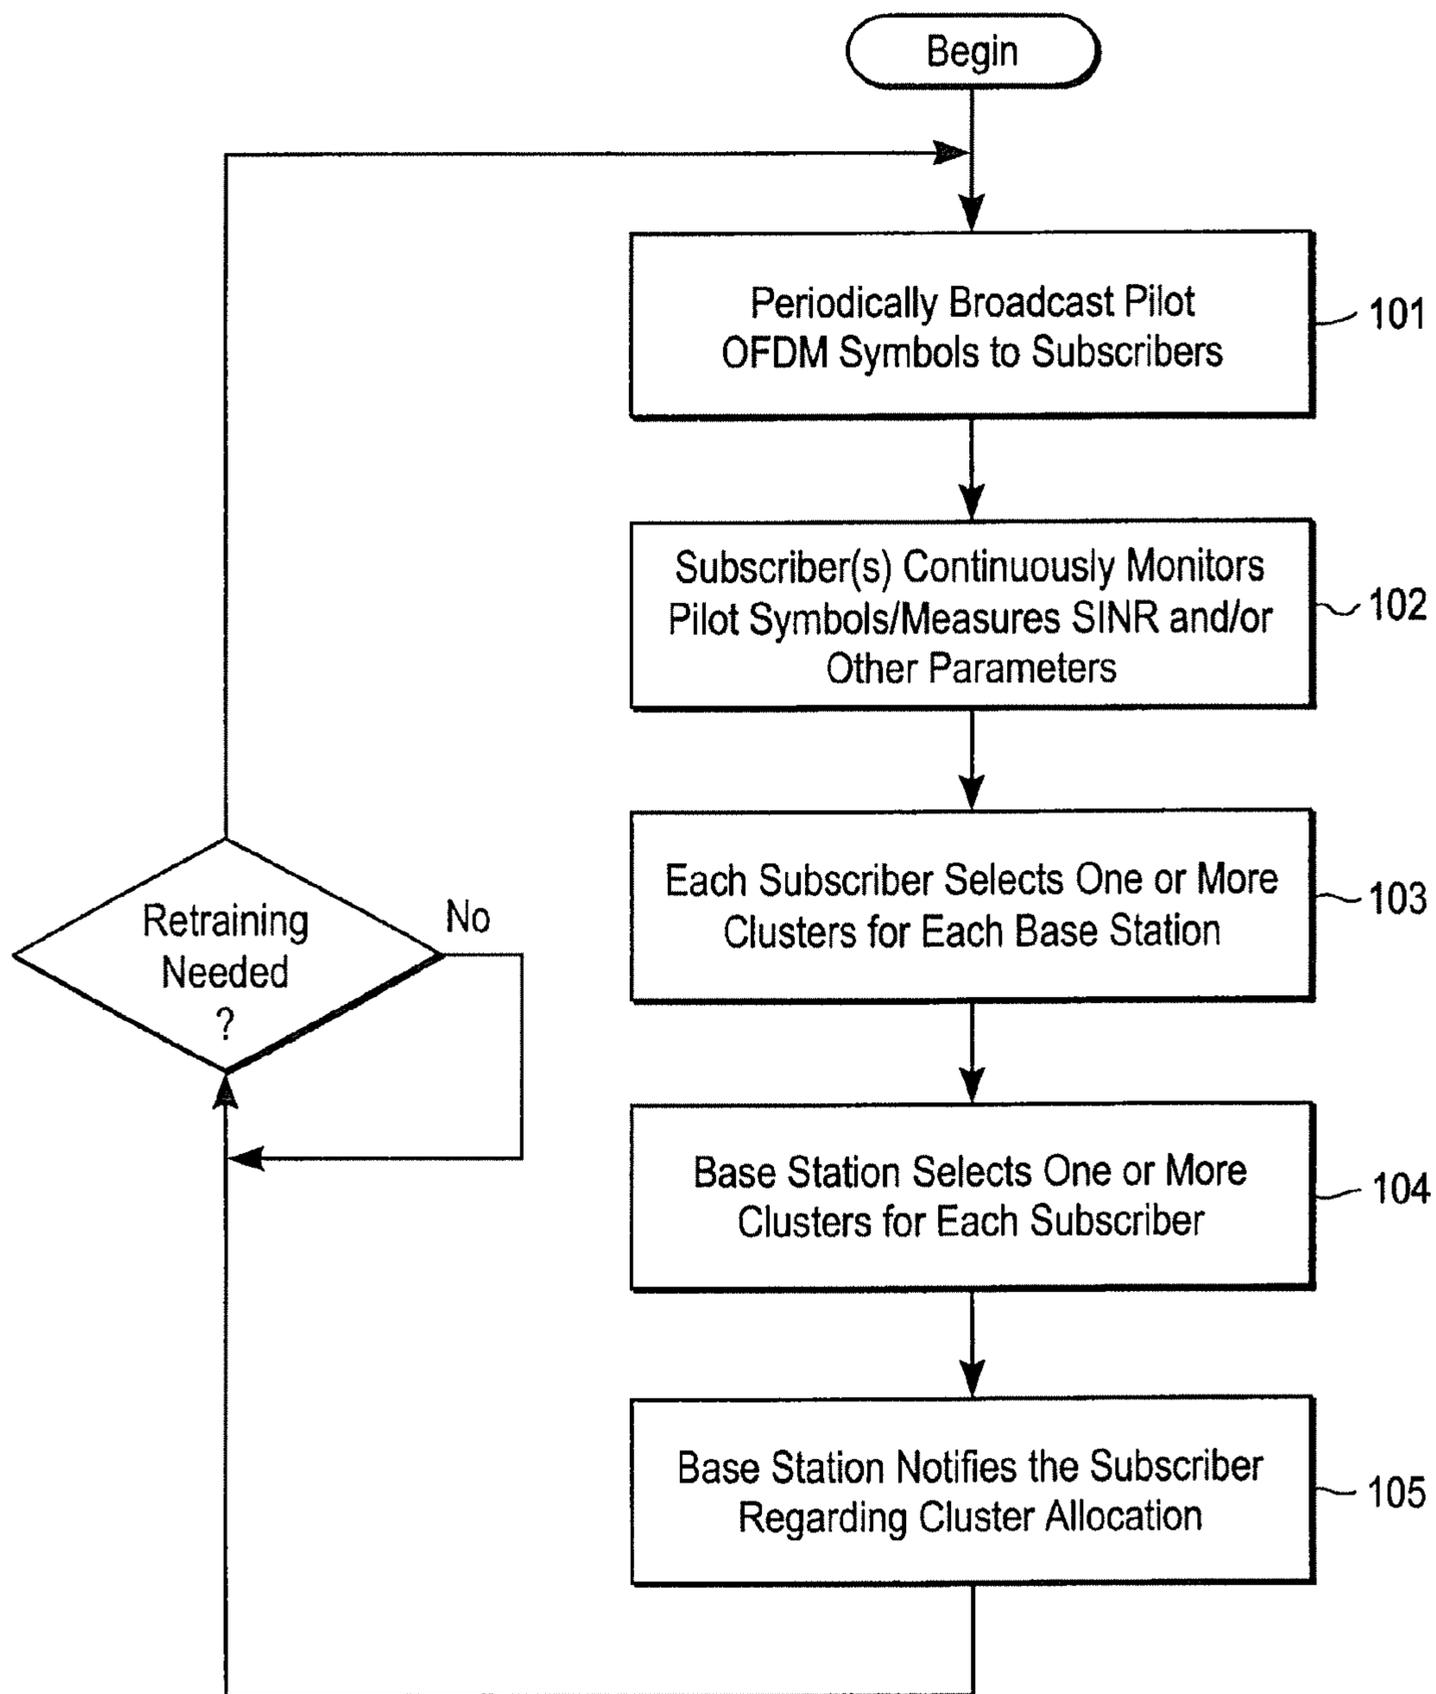 Begin
Periodically Broadcast Pilot
OFDM Symbols to Subscribers
101
Subscriber(s) Continuously Monitors
Pilot Symbols/Measures SINR and/or
Other Parameters
102
Each Subscriber Selects One or More
Clusters for Each Base Station
103
Retraining
Needed
?
No
Base Station Selects One or More
Clusters for Each Subscriber
104
Base Station Notifies the Subscriber
Regarding Cluster Allocation
105